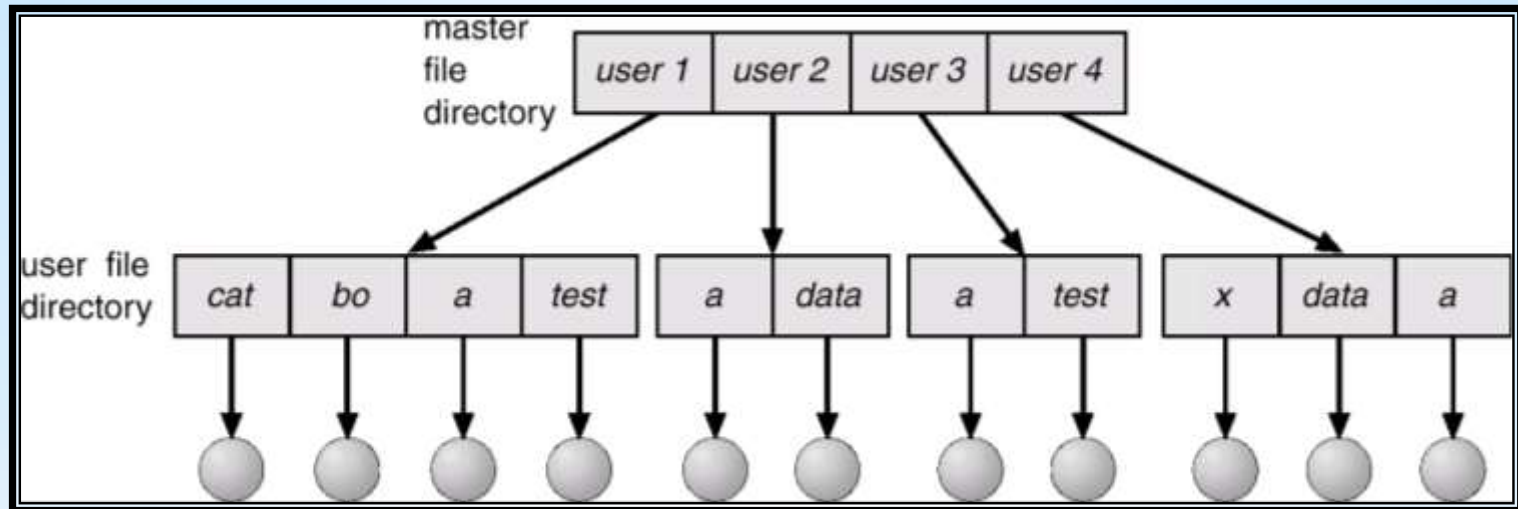 master
file
directory
user 1 user 2 user 3 user 4
user file
directory
cat bo a test a data a test x data a